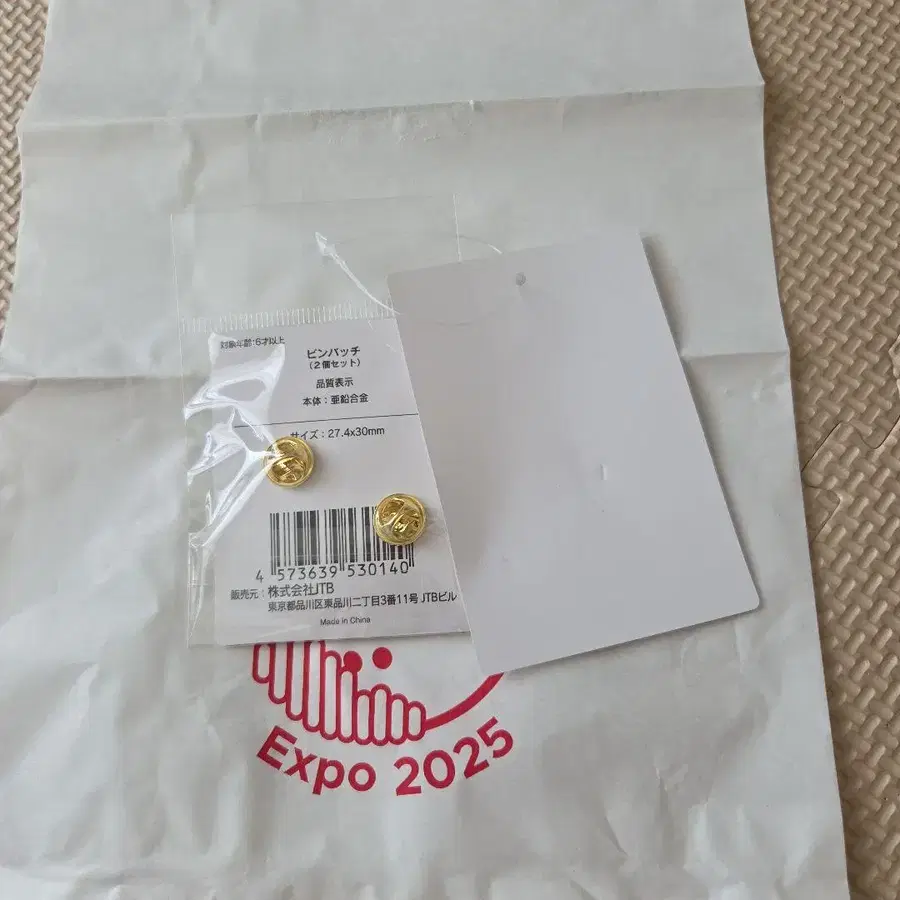 対象年齢:6才以上
ピンバッチ
(2個セット)
品質表示
本体:亜鉛合金
サイズ:27.4x30mm
4 573639 530140
販売元:株式会社JTB
東京都品川区東品川二丁目3番11号 JTBビル
Made in China
Expo 2025